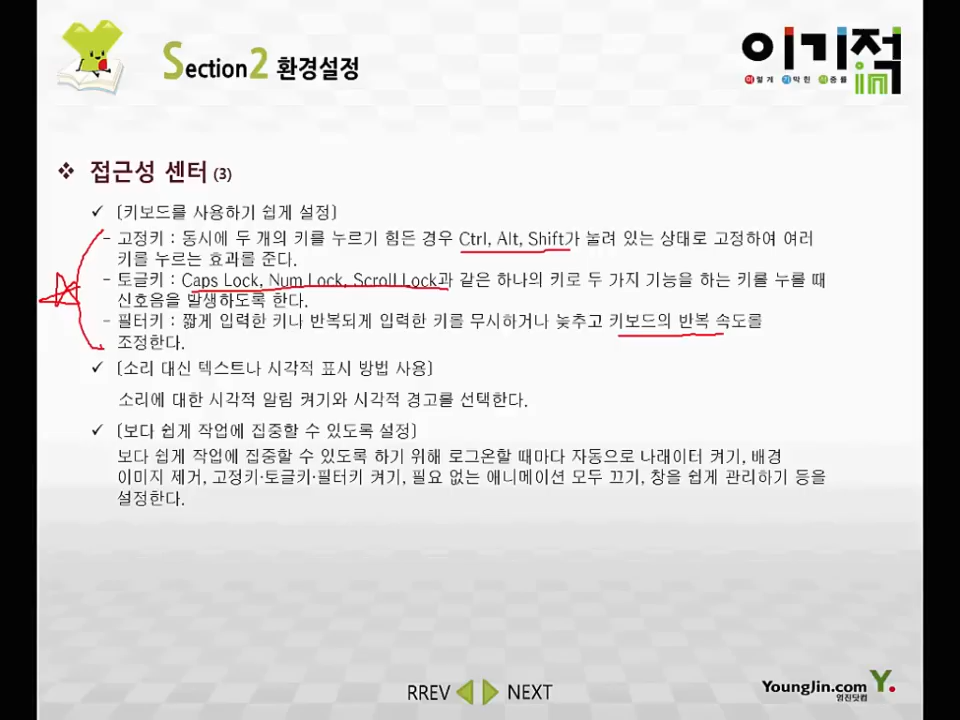 Section2 환경설정
이기적in
이렇게 기막힌 적중률
❖ 접근성 센터 (3)
✓ [키보드를 사용하기 쉽게 설정]
- 고정키 : 동시에 두 개의 키를 누르기 힘든 경우 Ctrl, Alt, Shift가 눌려 있는 상태로 고정하여 여러
키를 누르는 효과를 준다.
- 토글키 : Caps Lock, Num Lock, Scroll Lock과 같은 하나의 키로 두 가지 기능을 하는 키를 누를 때
신호음을 발생하도록 한다.
- 필터키 : 짧게 입력한 키나 반복되게 입력한 키를 무시하거나 늦추고 키보드의 반복 속도를
조정한다.
✓ [소리 대신 텍스트나 시각적 표시 방법 사용]
소리에 대한 시각적 알림 켜기와 시각적 경고를 선택한다.
✓ [보다 쉽게 작업에 집중할 수 있도록 설정]
보다 쉽게 작업에 집중할 수 있도록 하기 위해 로그온할 때마다 자동으로 나래이터 켜기, 배경
이미지 제거, 고정키·토글키·필터키 켜기, 필요 없는 애니메이션 모두 끄기, 창을 쉽게 관리하기 등을
설정한다.
RREV NEXT
YoungJin.com Y.
영진닷컴